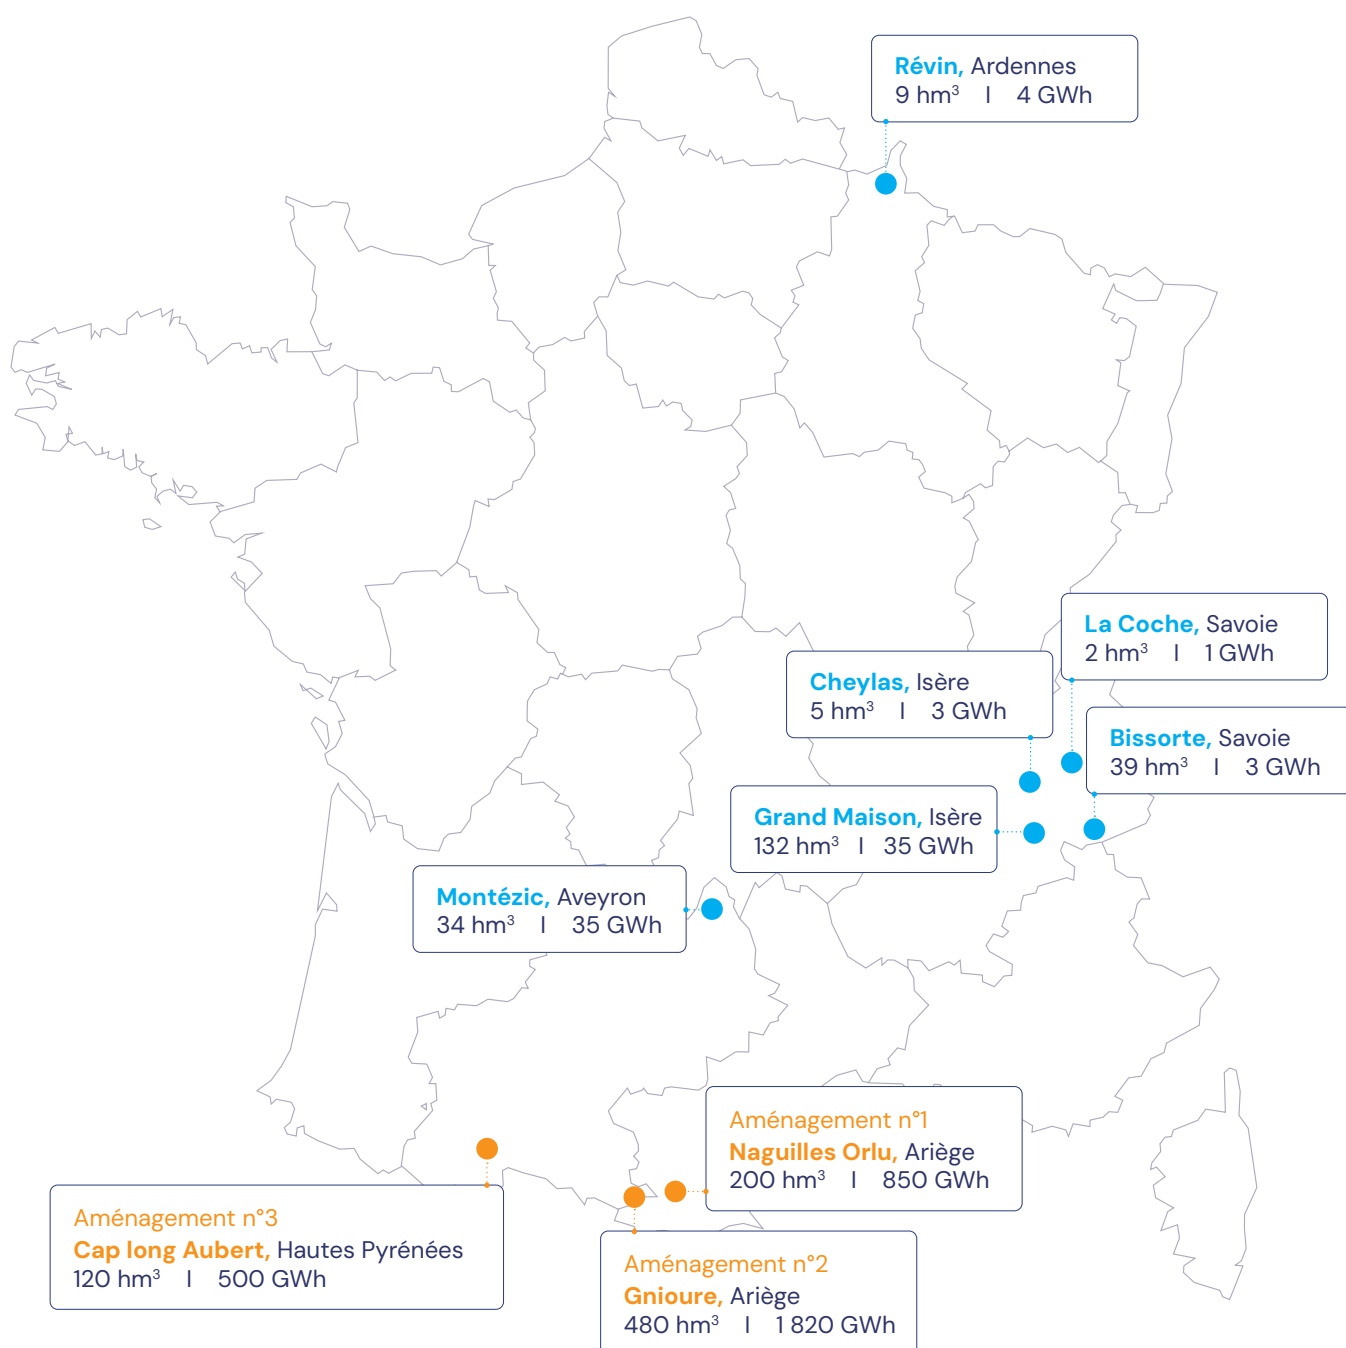 Révin, Ardennes
9 hm³ I 4 GWh
La Coche, Savoie
2 hm³ I 1 GWh
Cheylas, Isère
5 hm³ I 3 GWh
Bissorte, Savoie
39 hm³ I 3 GWh
Grand Maison, Isère
132 hm³ I 35 GWh
Montézic, Aveyron
34 hm³ I 35 GWh
Aménagement n°1
Naguilles Orlu, Ariège
200 hm³ I 850 GWh
Aménagement n°3
Cap long Aubert, Hautes Pyrénées
120 hm³ I 500 GWh
Aménagement n°2
Gnioure, Ariège
480 hm³ I 1 820 GWh